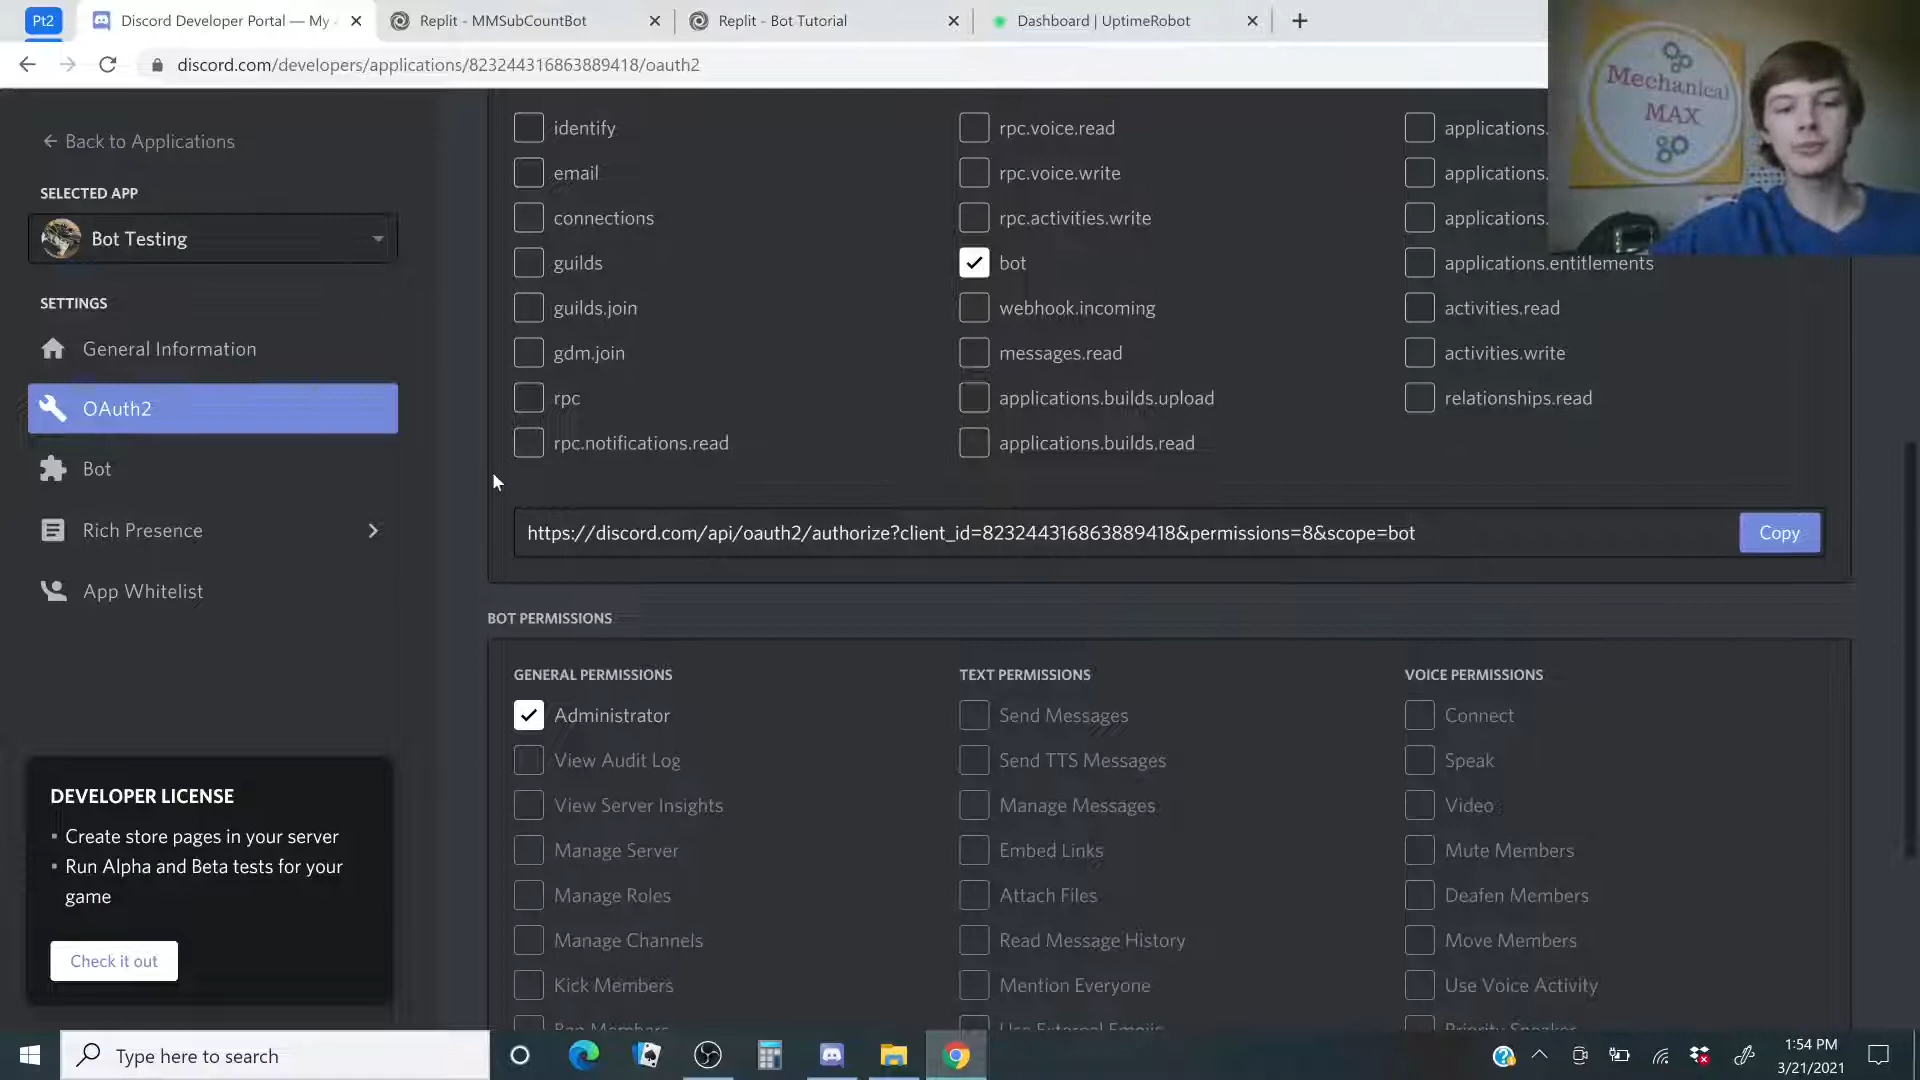 Pt2
Discord Developer Portal — My
Replit - MMSubCountBot
Replit - Bot Tutorial
Dashboard | UptimeRobot
discord.com/developers/applications/823244316863889418/oauth2
Mechanical
MAX
Back to Applications
SELECTED APP
Bot Testing
SETTINGS
General Information
OAuth2
Bot
Rich Presence
App Whitelist
DEVELOPER LICENSE
Create store pages in your server
Run Alpha and Beta tests for your
game
Check it out
identify
email
connections
guilds
guilds.join
gdm.join
rpc
rpc.notifications.read
rpc.voice.read
rpc.voice.write
rpc.activities.write
bot
webhook.incoming
messages.read
applications.builds.upload
applications.builds.read
applications.
applications.
applications.
applications.entitlements
activities.read
activities.write
relationships.read
https://discord.com/api/oauth2/authorize?client_id=823244316863889418&permissions=8&scope=bot
Copy
BOT PERMISSIONS
GENERAL PERMISSIONS
Administrator
View Audit Log
View Server Insights
Manage Server
Manage Roles
Manage Channels
Kick Members
Ban Members
TEXT PERMISSIONS
Send Messages
Send TTS Messages
Manage Messages
Embed Links
Attach Files
Read Message History
Mention Everyone
Use External Emojis
VOICE PERMISSIONS
Connect
Speak
Video
Mute Members
Deafen Members
Move Members
Use Voice Activity
Priority Speaker
Type here to search
1:54 PM
3/21/2021